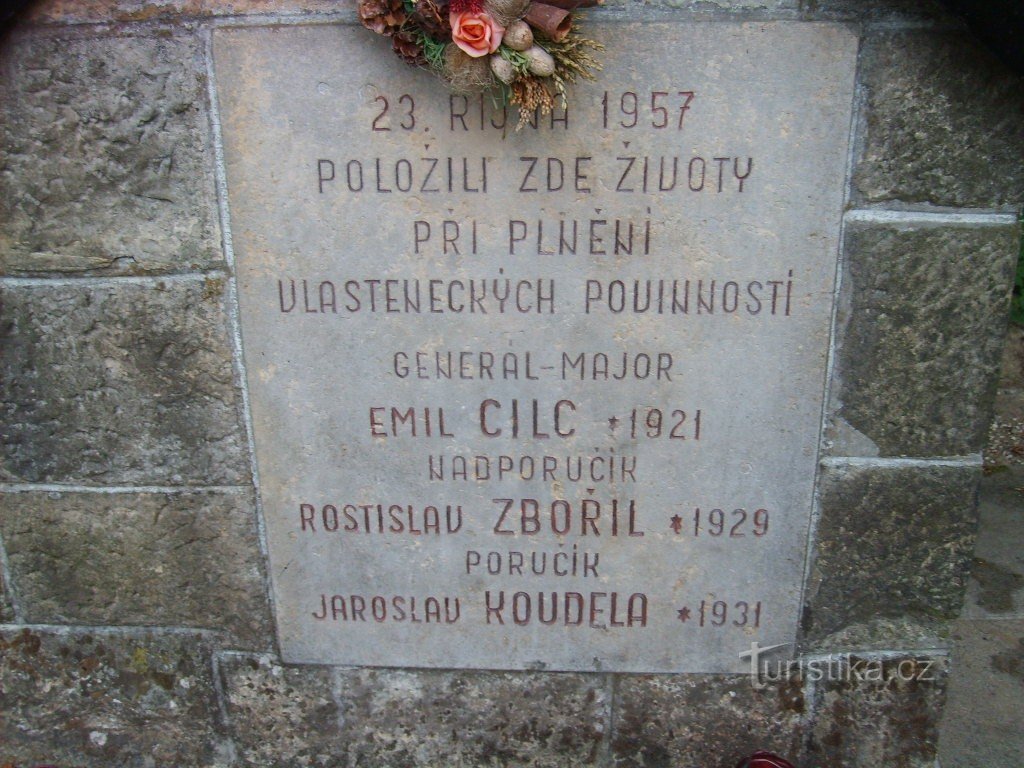 23. ŘÍJNA 1957
POLOŽILI ZDE ŽIVOTY
PŘI PLNĚNÍ
VLASTENECKÝCH POVINNOSTÍ
GENERÁL-MAJOR
EMIL CILC *1921
NADPORUČÍK
ROSTISLAV ZBOŘIL *1929
PORUČÍK
JAROSLAV KOUDELA *1931
Turistika.cz